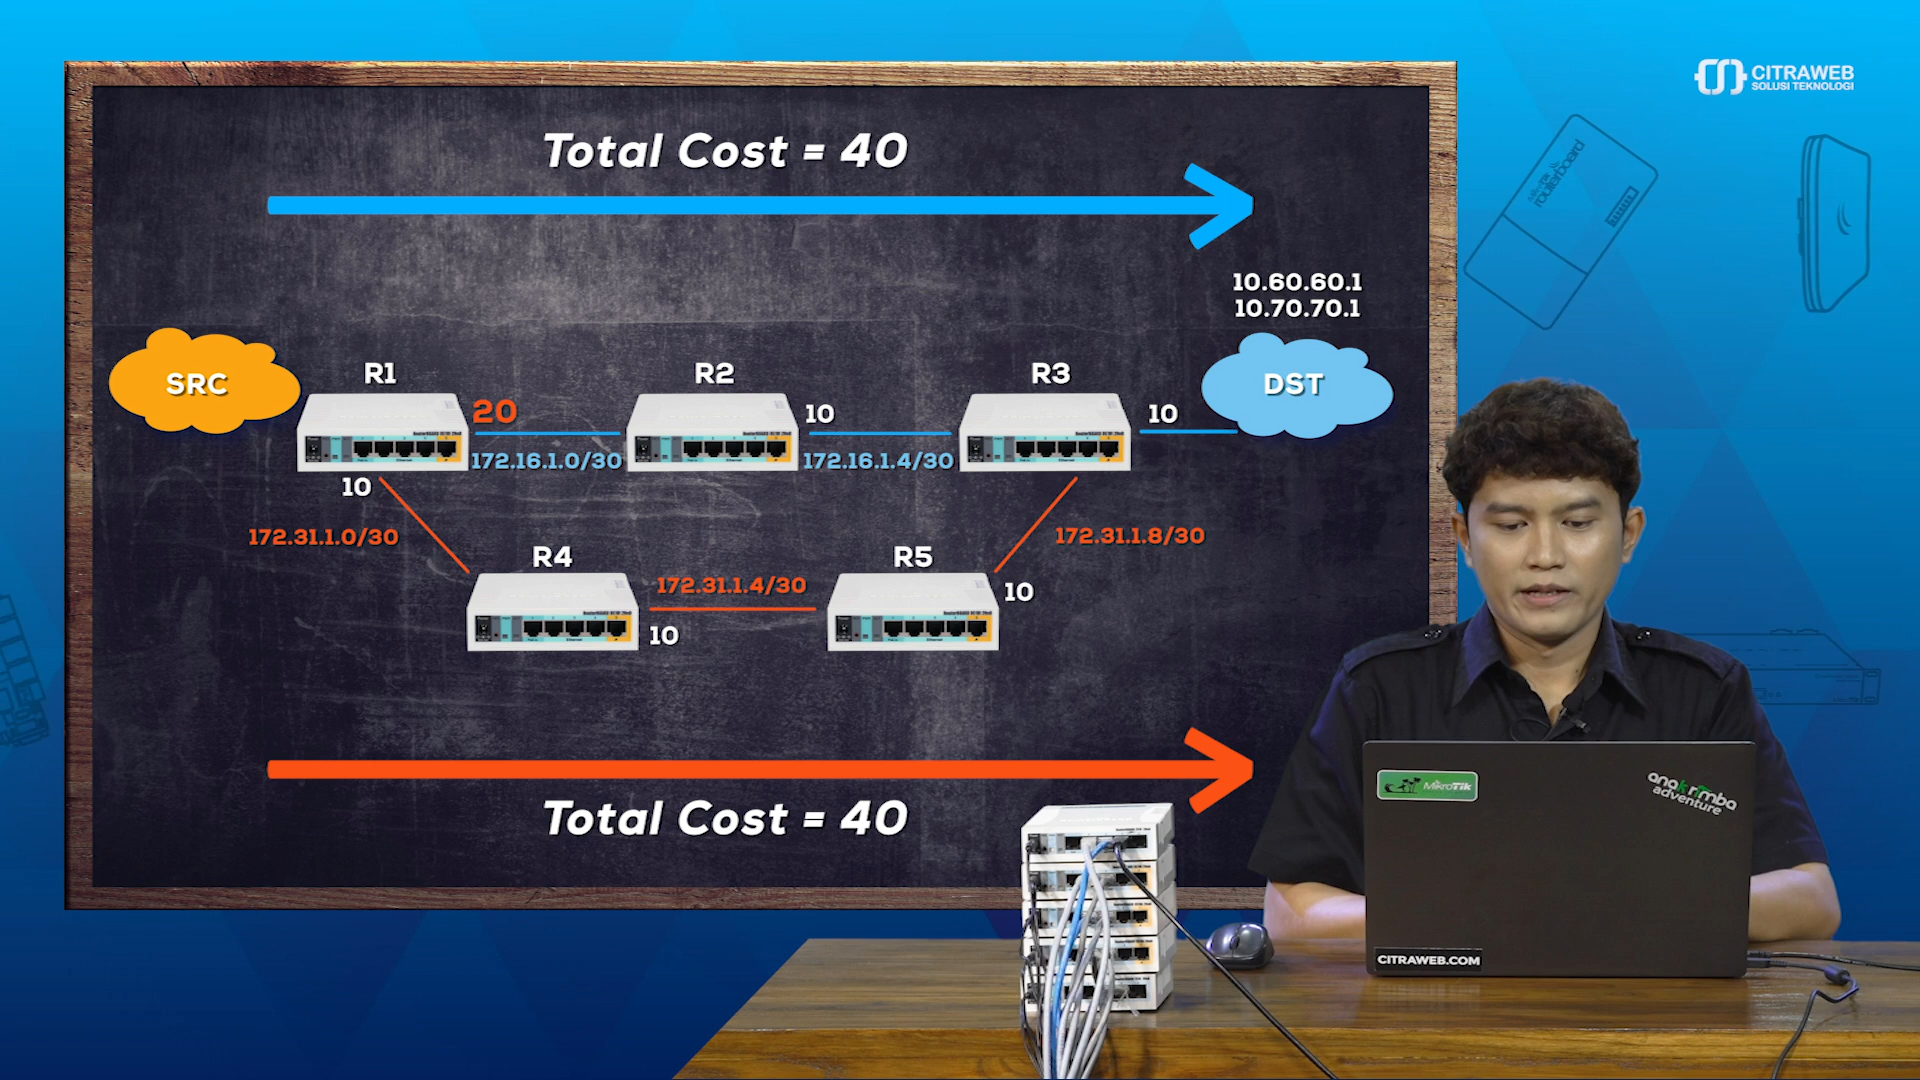 CITRAWEB
SOLUSI TEKNOLOGI
Total Cost = 40
routerboard
10.60.60.1
10.70.70.1
SRC
R1
R2
R3
DST
20
10
10
172.16.1.0/30
172.16.1.4/30
10
172.31.1.0/30
172.31.1.8/30
R4
R5
172.31.1.4/30
10
10
Total Cost = 40
MikroTik
anakrimba
adventure
CITRAWEB.COM